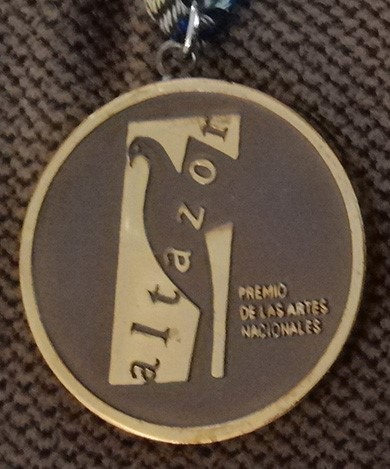 altazor
PREMIO
DE LAS ARTES
NACIONALES